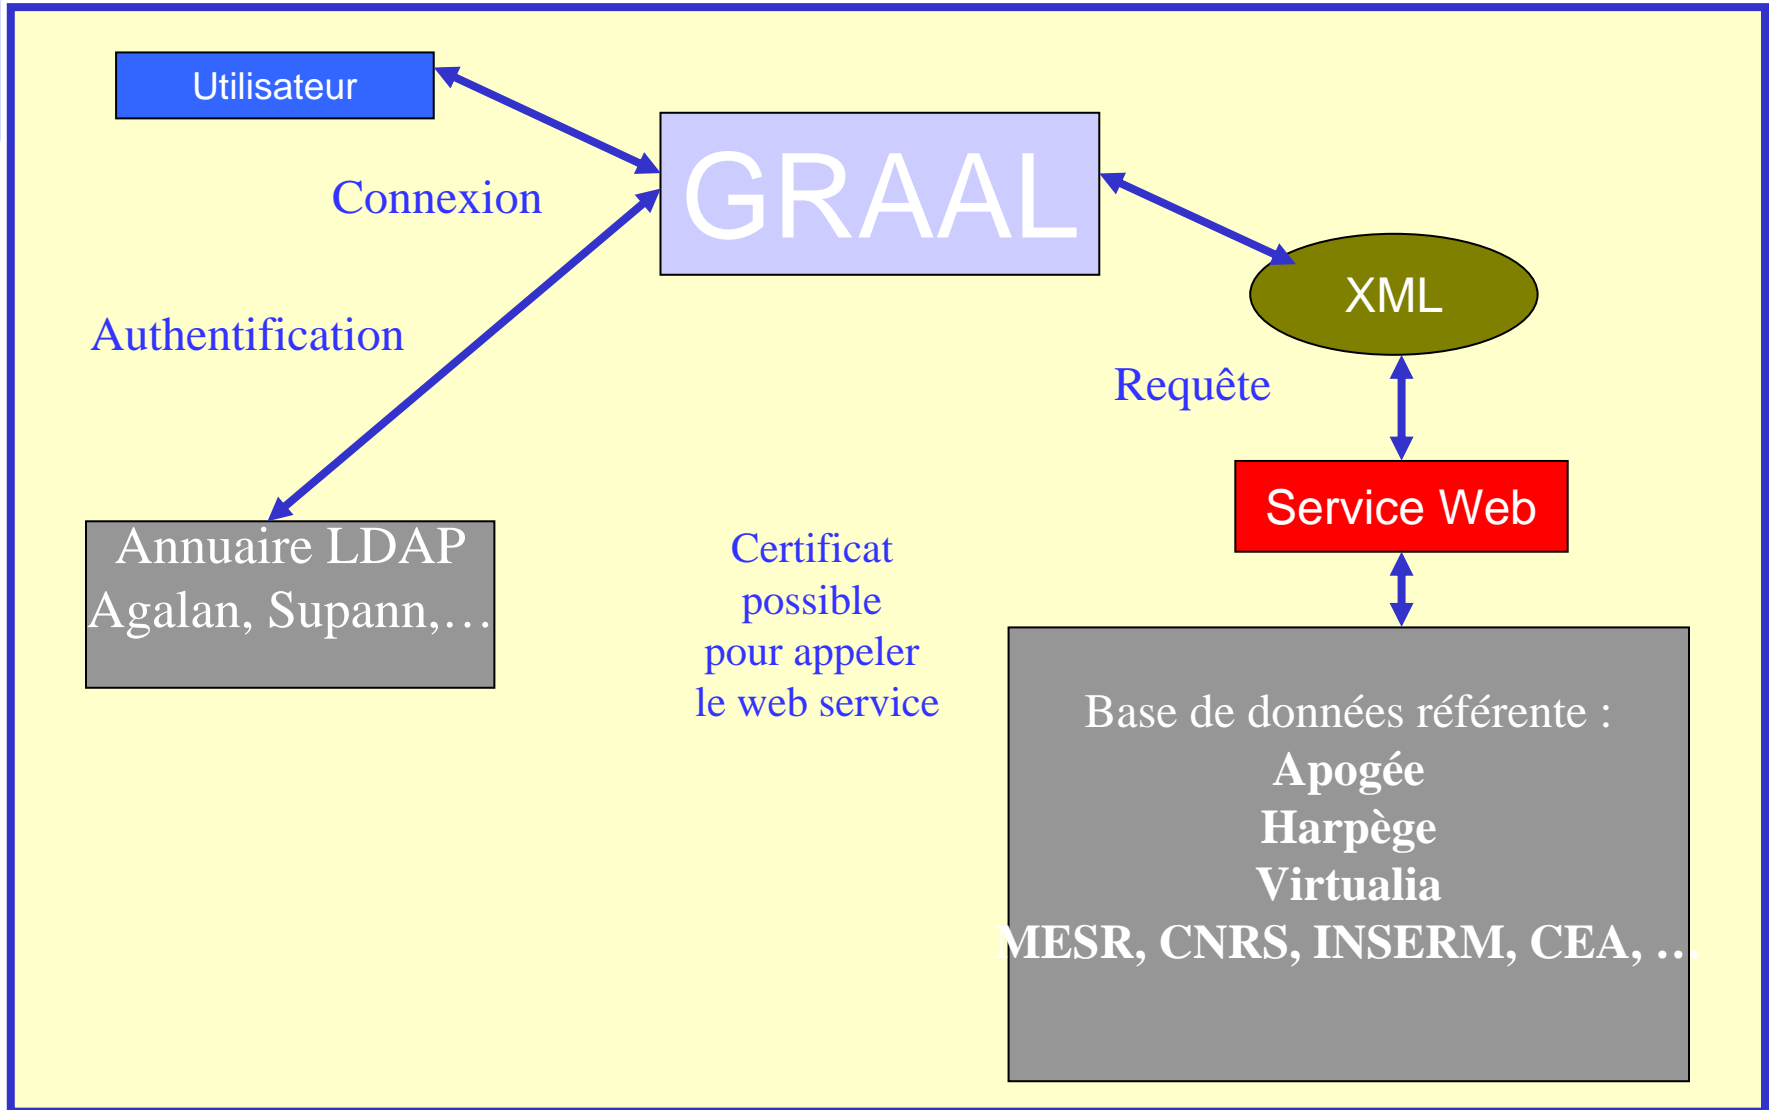 Utilisateur
GRAAL
Connexion
XML
Authentification
Requête
Service Web
Annuaire LDAP
Agalan, Supann,…
Certificat
possible
pour appeler
le web service
Base de données référente :
Apogée
Harpège
Virtualia
MESR, CNRS, INSERM, CEA, …